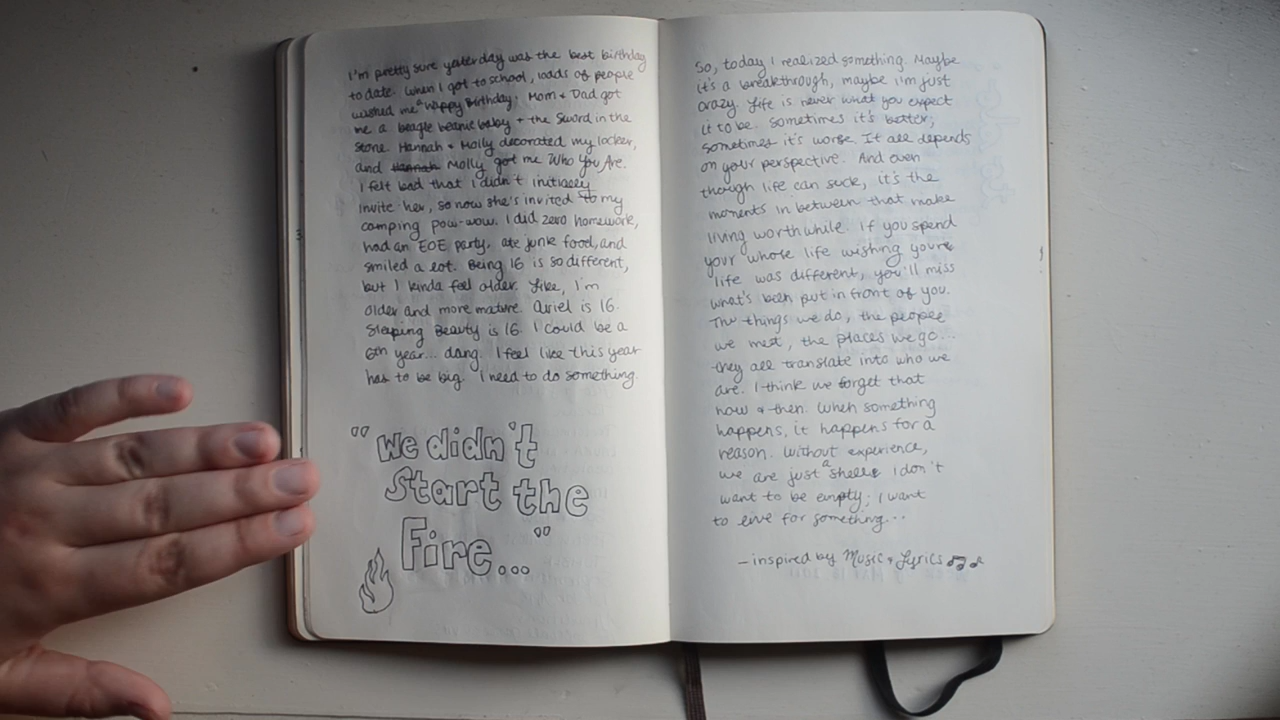 I'm pretty sure yesterday was the best birthday
to date. When I got to school, loads of people
wished me a Happy Birthday. Mom + Dad got
me a beagle beanie baby + the Sword in the
Stone. Hannah + Molly decorated my locker,
and Hannah Molly got me Who You Are.
I felt bad that I didn't initially
invite her, so now she's invited to my
camping pow-wow. I did zero homework,
had an EOE party, ate junk food, and
smiled a lot. Being 16 is so different,
but I kinda feel older. Like, I'm
older and more mature. Ariel is 16.
Sleeping Beauty is 16. I could be a
6th year... dang. I feel like this year
has to be big. I need to do something.
"We didn't
Start the
Fire..."
So, today I realized something. Maybe
it's a breakthrough, maybe I'm just
crazy. Life is never what you expect
it to be. Sometimes it's better,
sometimes it's worse. It all depends
on your perspective. And even
though life can suck, it's the
moments in between that make
living worthwhile. If you spend
your whole life wishing your
life was different, you'll miss
what's been put in front of you.
The things we do, the people
we meet, the places we go...
they all translate into who we
are. I think we forget that
now + then. When something
happens, it happens for a
reason. Without experience,
we are just a shell. I don't
want to be empty. I want
to live for something...
- inspired by Music + Lyrics